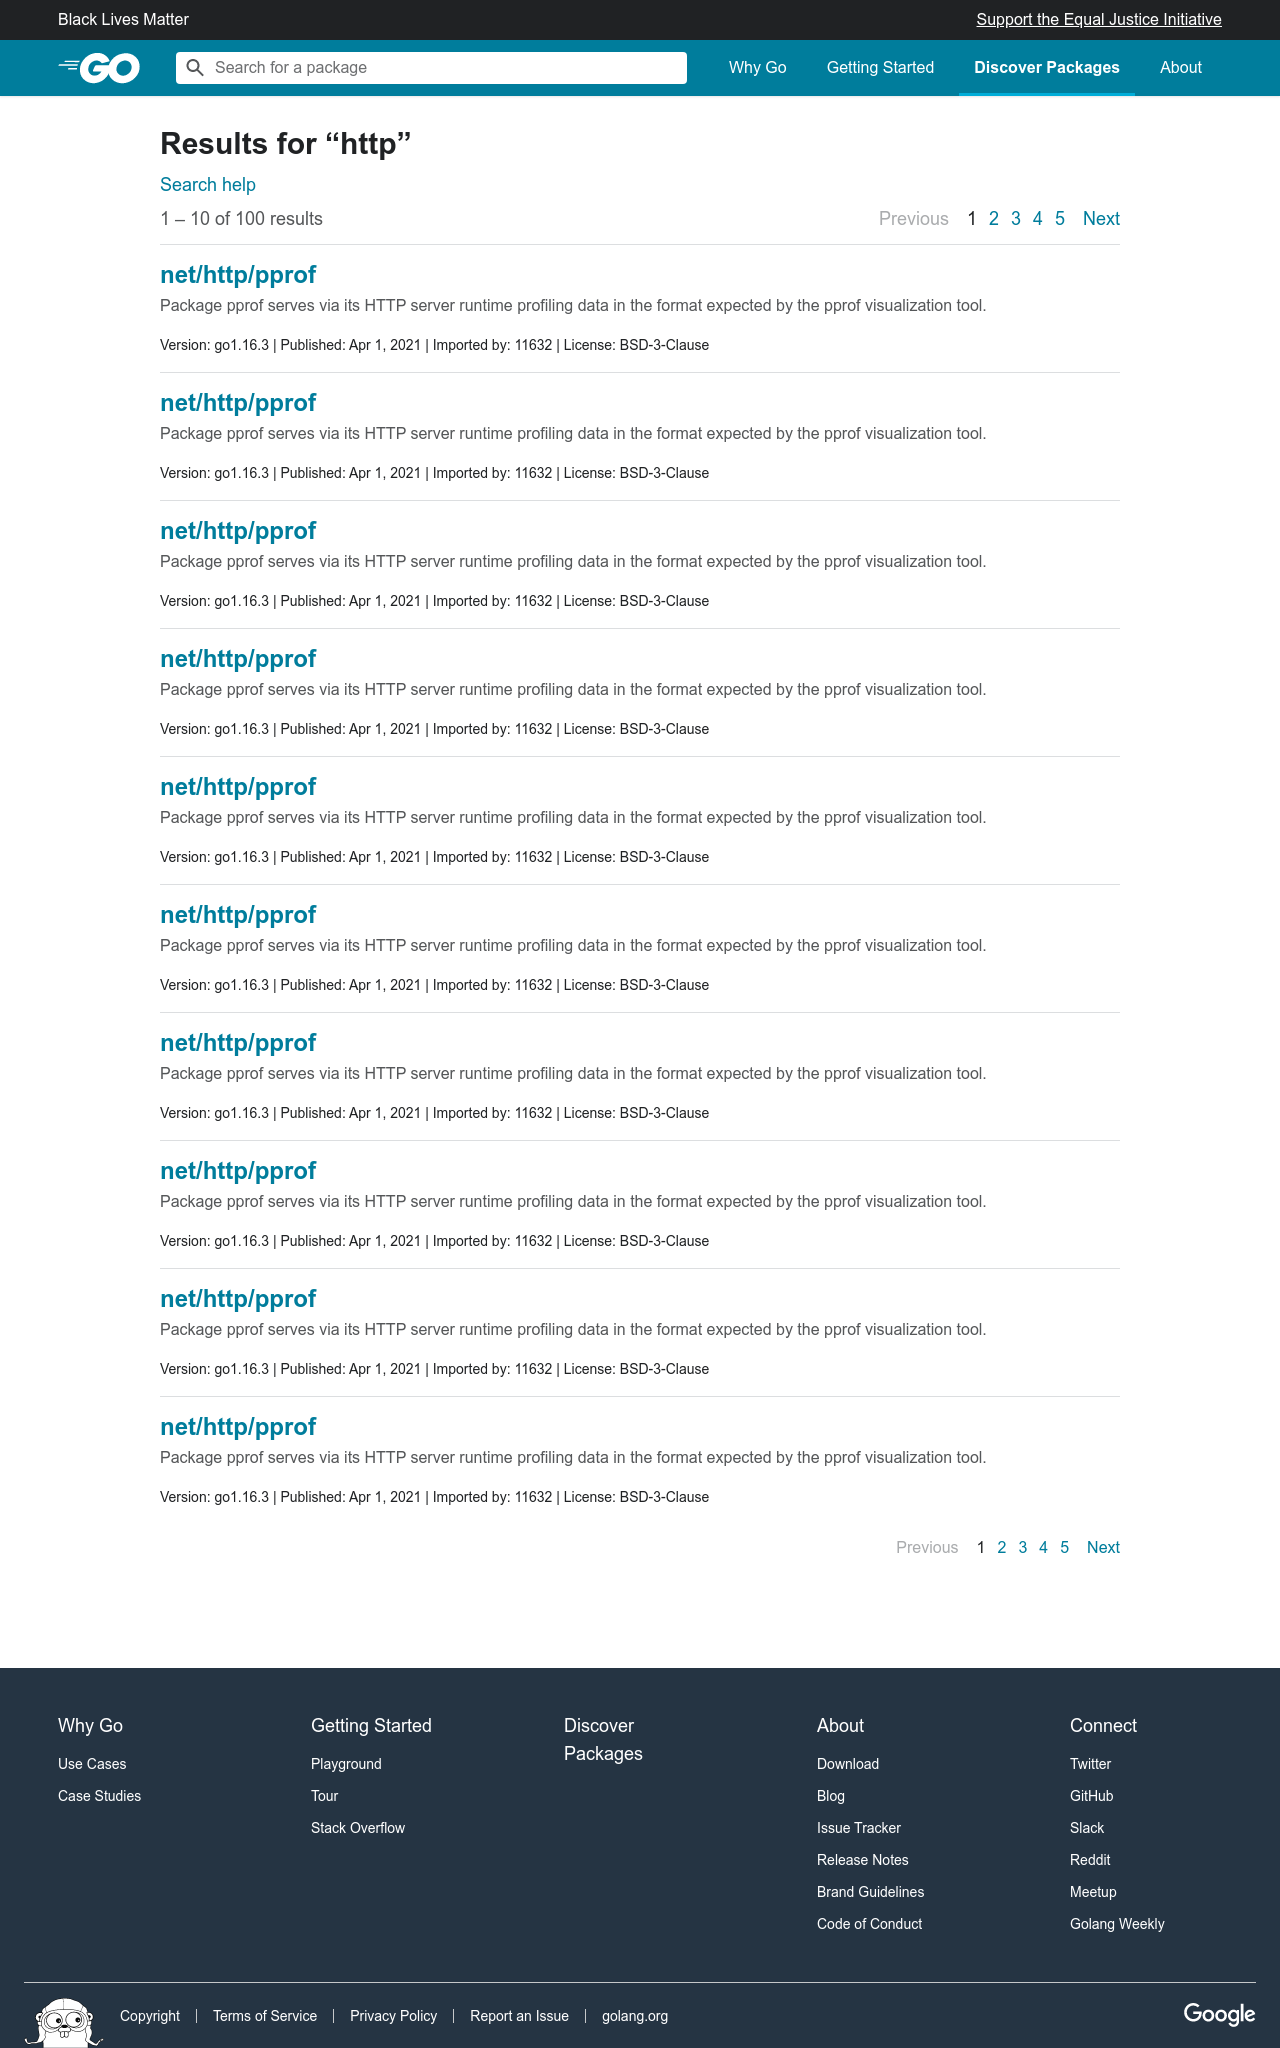 Black Lives Matter
Support the Equal Justice Initiative
GO
Search for a package
Why Go
Getting Started
Discover Packages
About
Results for “http”
Search help
1 – 10 of 100 results
Previous 1 2 3 4 5 Next
net/http/pprof
Package pprof serves via its HTTP server runtime profiling data in the format expected by the pprof visualization tool.
Version: go1.16.3 | Published: Apr 1, 2021 | Imported by: 11632 | License: BSD-3-Clause
net/http/pprof
Package pprof serves via its HTTP server runtime profiling data in the format expected by the pprof visualization tool.
Version: go1.16.3 | Published: Apr 1, 2021 | Imported by: 11632 | License: BSD-3-Clause
net/http/pprof
Package pprof serves via its HTTP server runtime profiling data in the format expected by the pprof visualization tool.
Version: go1.16.3 | Published: Apr 1, 2021 | Imported by: 11632 | License: BSD-3-Clause
net/http/pprof
Package pprof serves via its HTTP server runtime profiling data in the format expected by the pprof visualization tool.
Version: go1.16.3 | Published: Apr 1, 2021 | Imported by: 11632 | License: BSD-3-Clause
net/http/pprof
Package pprof serves via its HTTP server runtime profiling data in the format expected by the pprof visualization tool.
Version: go1.16.3 | Published: Apr 1, 2021 | Imported by: 11632 | License: BSD-3-Clause
net/http/pprof
Package pprof serves via its HTTP server runtime profiling data in the format expected by the pprof visualization tool.
Version: go1.16.3 | Published: Apr 1, 2021 | Imported by: 11632 | License: BSD-3-Clause
net/http/pprof
Package pprof serves via its HTTP server runtime profiling data in the format expected by the pprof visualization tool.
Version: go1.16.3 | Published: Apr 1, 2021 | Imported by: 11632 | License: BSD-3-Clause
net/http/pprof
Package pprof serves via its HTTP server runtime profiling data in the format expected by the pprof visualization tool.
Version: go1.16.3 | Published: Apr 1, 2021 | Imported by: 11632 | License: BSD-3-Clause
net/http/pprof
Package pprof serves via its HTTP server runtime profiling data in the format expected by the pprof visualization tool.
Version: go1.16.3 | Published: Apr 1, 2021 | Imported by: 11632 | License: BSD-3-Clause
net/http/pprof
Package pprof serves via its HTTP server runtime profiling data in the format expected by the pprof visualization tool.
Version: go1.16.3 | Published: Apr 1, 2021 | Imported by: 11632 | License: BSD-3-Clause
Previous 1 2 3 4 5 Next
Why Go
Use Cases
Case Studies
Getting Started
Playground
Tour
Stack Overflow
Discover
Packages
About
Download
Blog
Issue Tracker
Release Notes
Brand Guidelines
Code of Conduct
Connect
Twitter
GitHub
Slack
Reddit
Meetup
Golang Weekly
Copyright
Terms of Service
Privacy Policy
Report an Issue
golang.org
Google